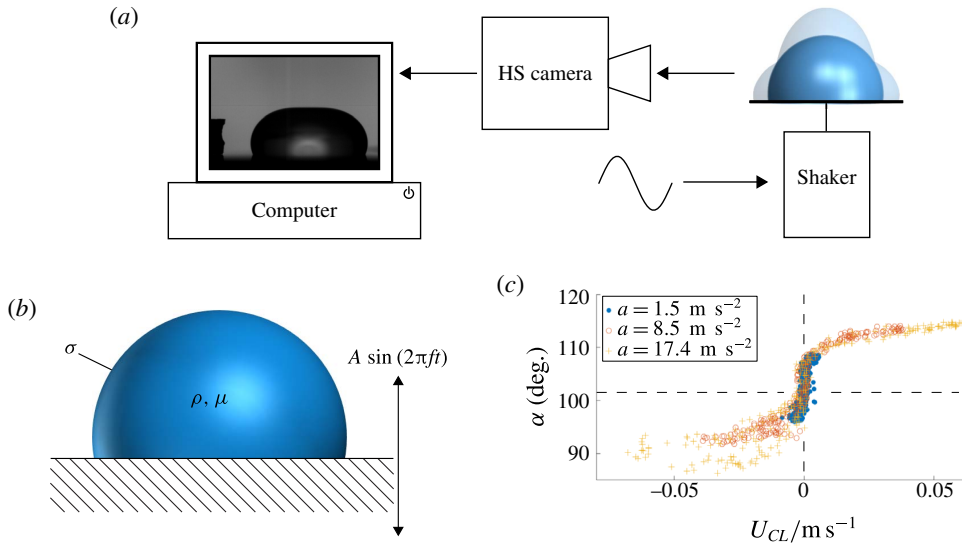 (a)
HS camera
Computer
Shaker
(b)
σ
ρ, μ
A sin (2πft)
(c)
120
110
100
90
α (deg.)
a = 1.5 m s−2
a = 8.5 m s−2
a = 17.4 m s−2
−0.05
0
0.05
UCL/m s−1